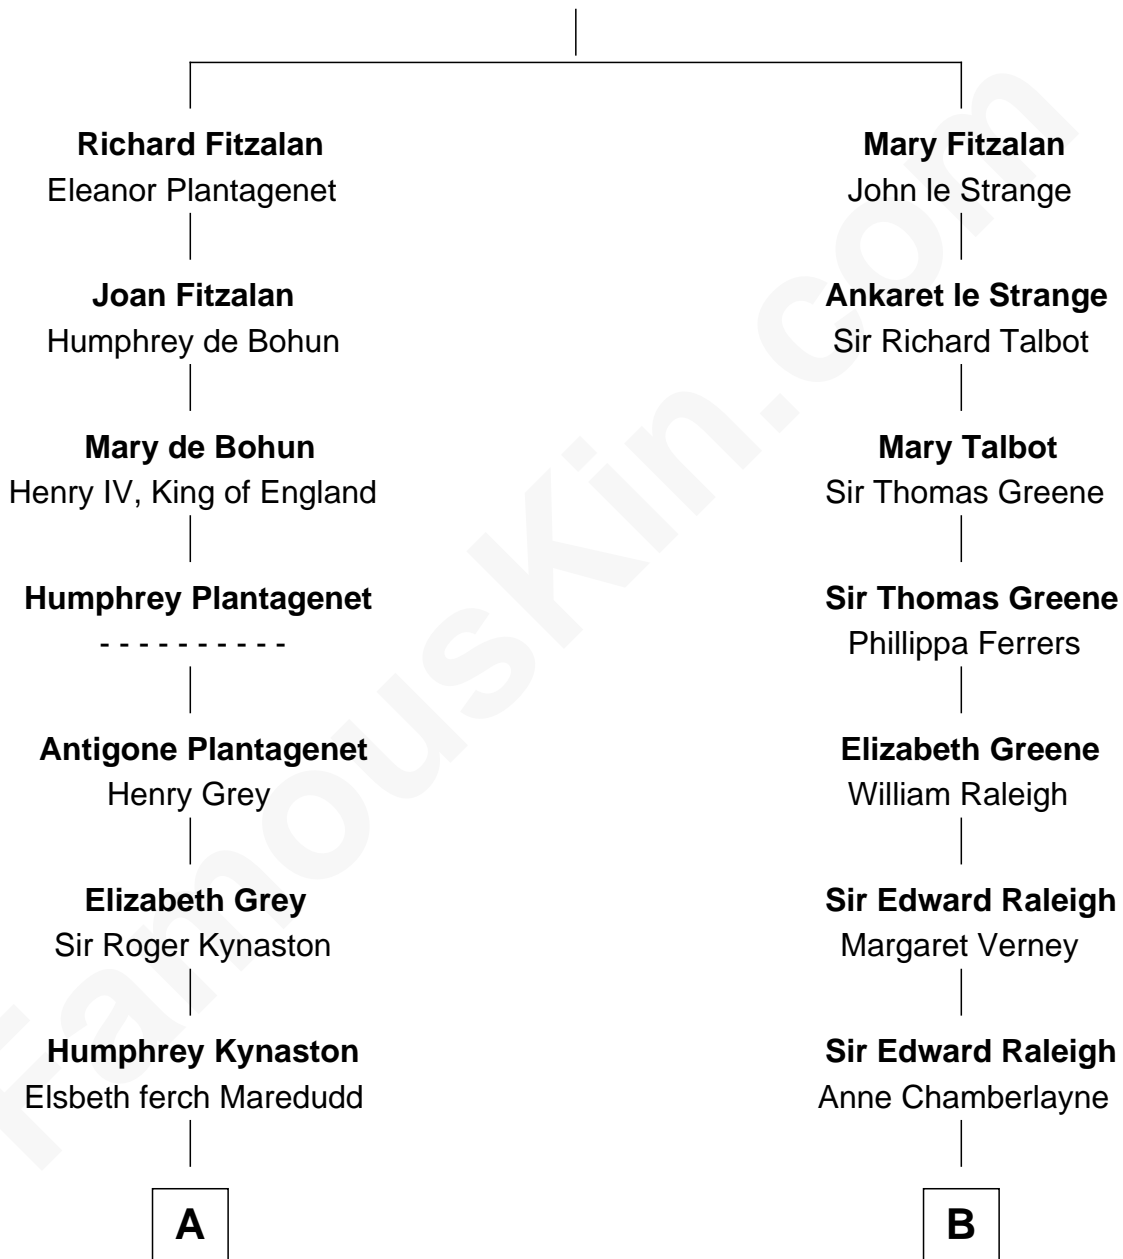 Richard Fitzalan
Eleanor Plantagenet
Mary Fitzalan
John le Strange
Joan Fitzalan
Humphrey de Bohun
Ankaret le Strange
Sir Richard Talbot
Mary de Bohun
Henry IV, King of England
Mary Talbot
Sir Thomas Greene
Humphrey Plantagenet
- - - - - - - - - -
Sir Thomas Greene
Phillippa Ferrers
Antigone Plantagenet
Henry Grey
Elizabeth Greene
William Raleigh
Elizabeth Grey
Sir Roger Kynaston
Sir Edward Raleigh
Margaret Verney
Humphrey Kynaston
Elsbeth ferch Maredudd
Sir Edward Raleigh
Anne Chamberlayne
A
B
FamousKin.com